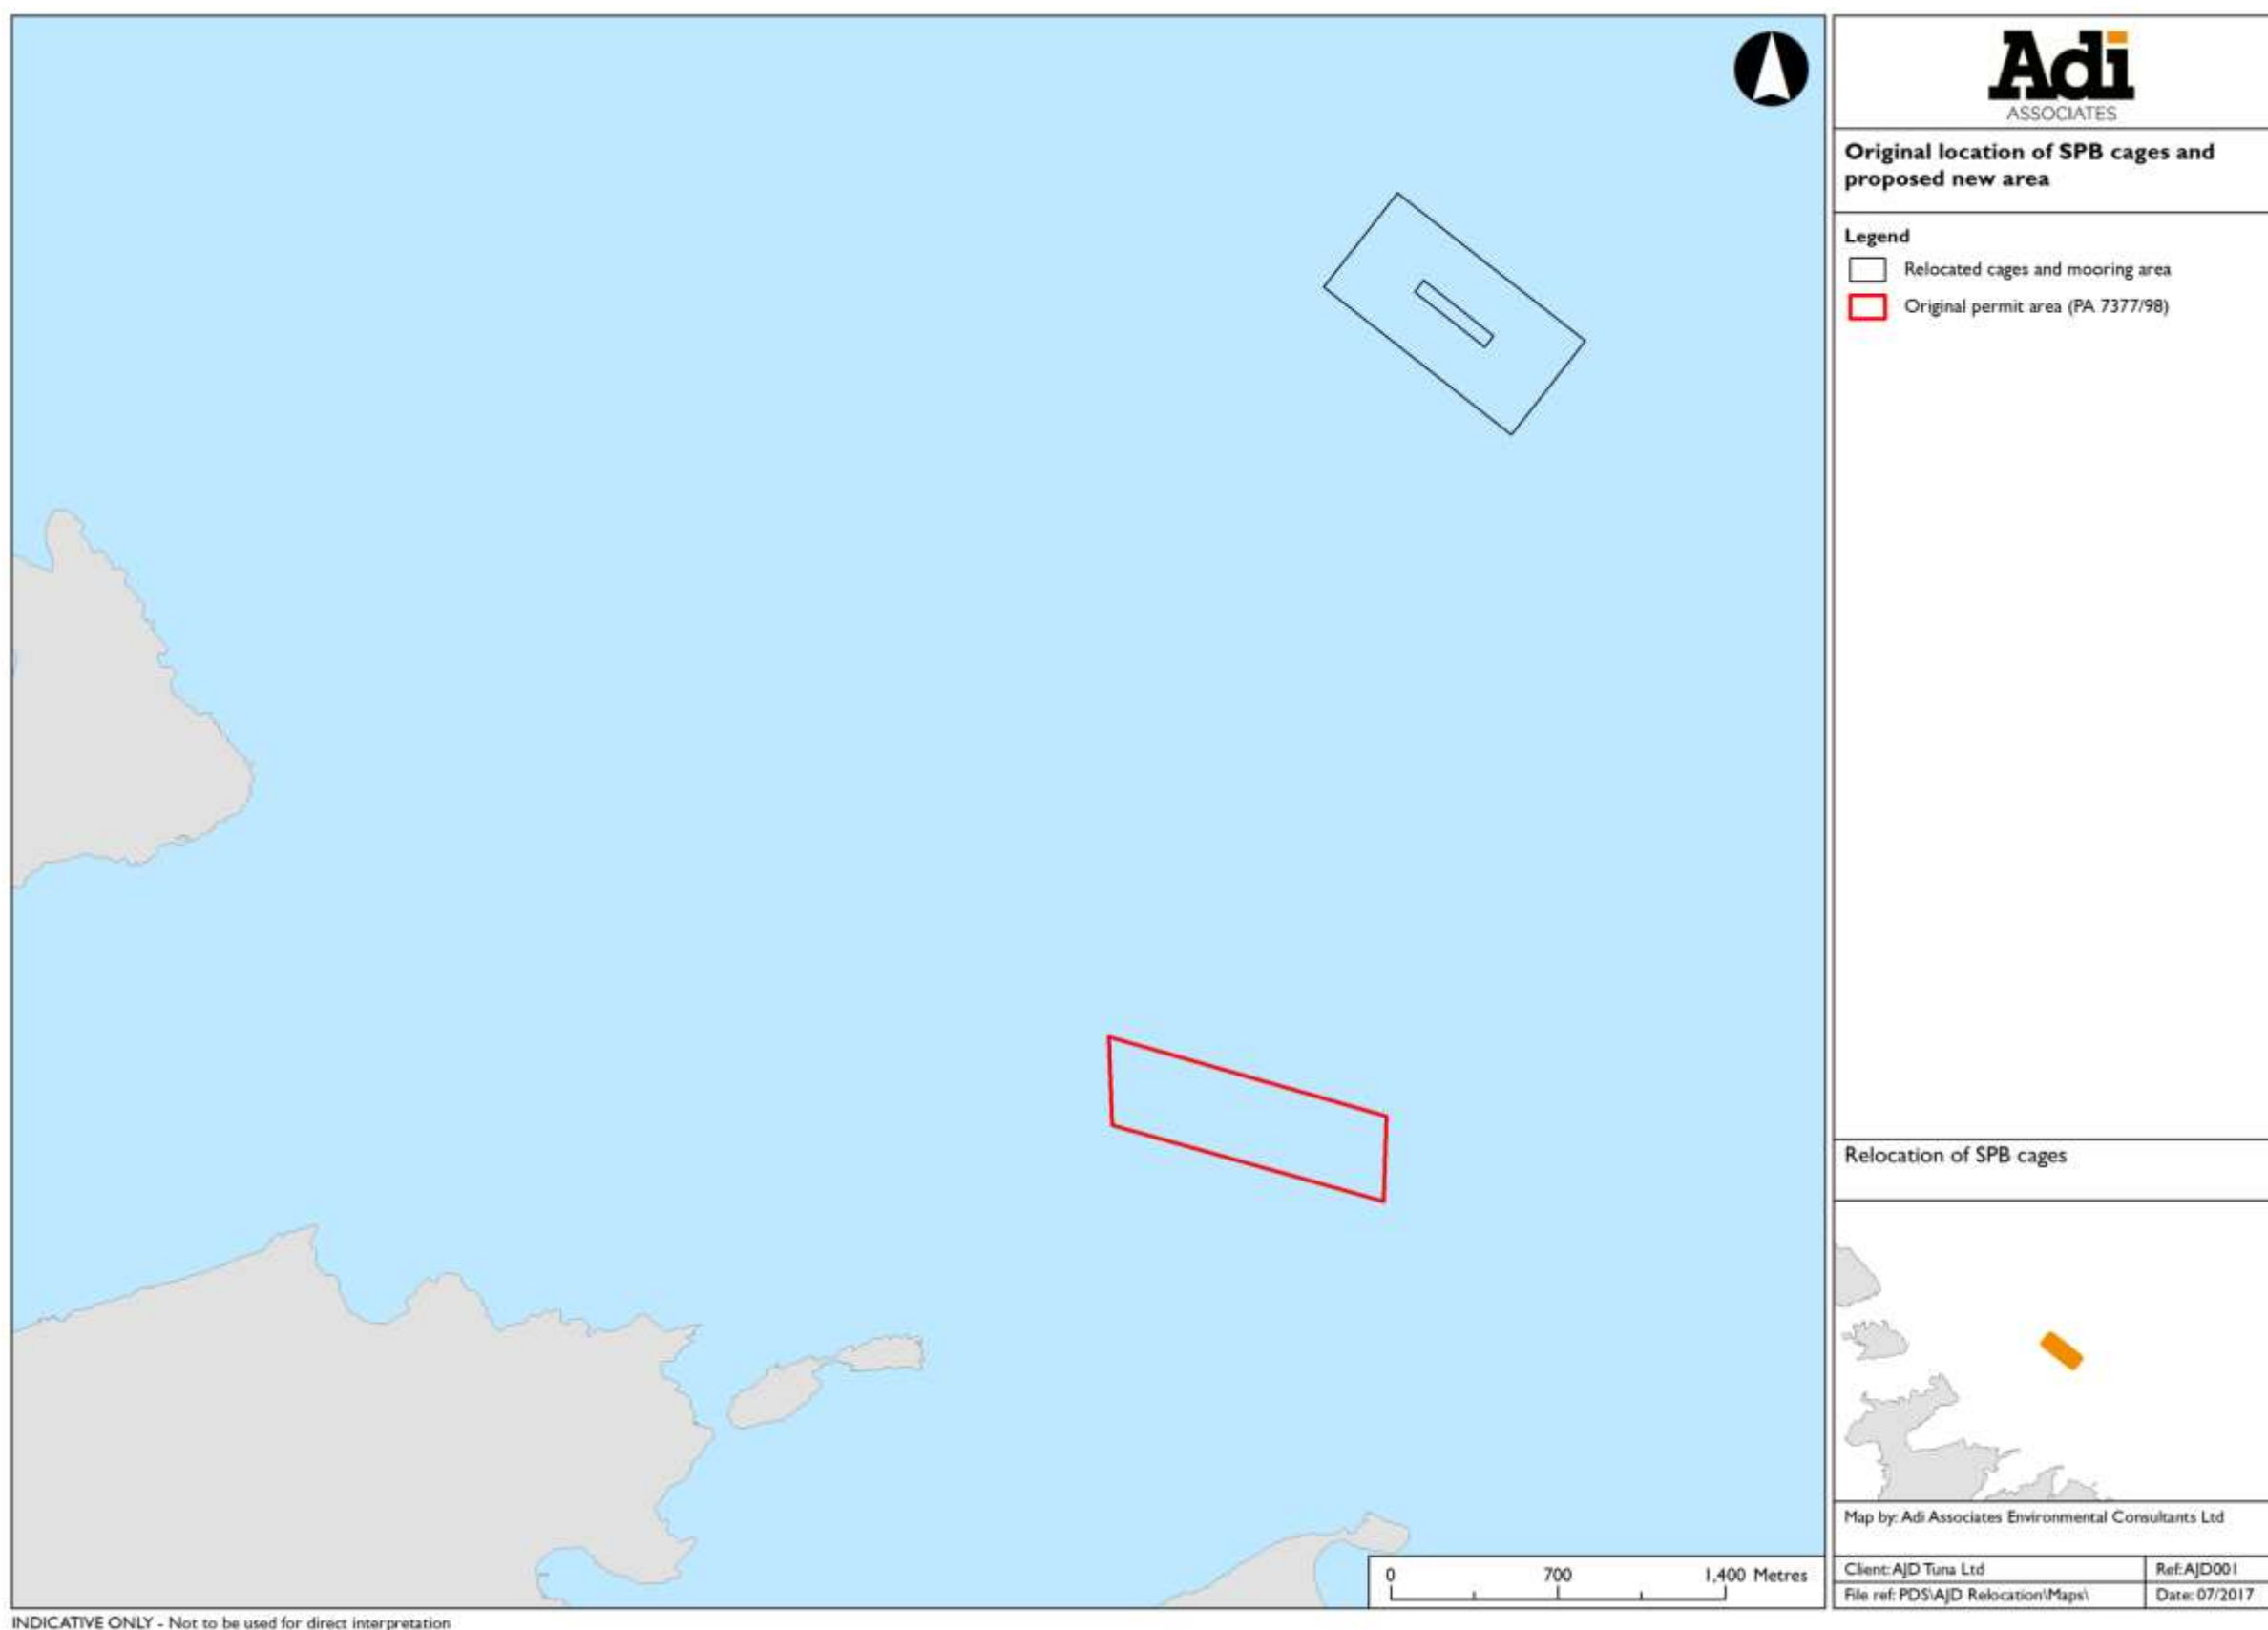 Adi
ASSOCIATES
Original location of SPB cages and
proposed new area
Legend
Relocated cages and mooring area
Original permit area (PA 7377/98)
Relocation of SPB cages
Map by: Adi Associates Environmental Consultants Ltd
Client: AJD Tuna Ltd
Ref: AJD001
File ref: PDS\AJD Relocation\Maps\
Date: 07/2017
0 700 1,400 Metres
INDICATIVE ONLY - Not to be used for direct interpretation